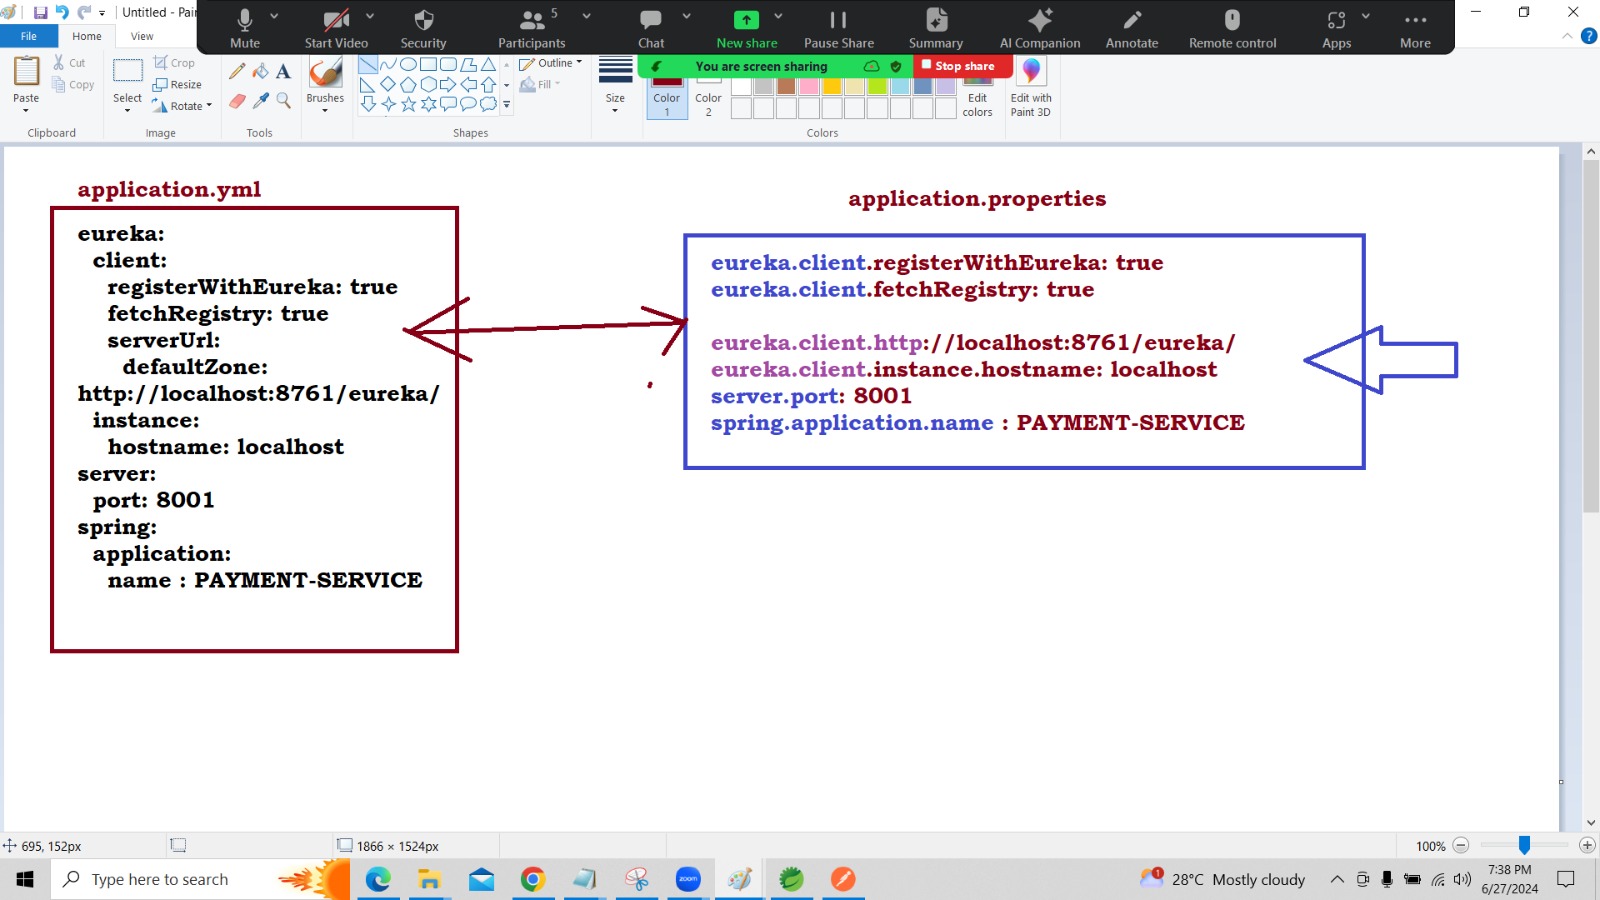 Untitled - Pai
Mute
Start Video
Security
Participants
5
Chat
New share
Pause Share
Summary
AI Companion
Annotate
Remote control
Apps
More
You are screen sharing
Stop share
File
Home
View
Paste
Cut
Copy
Clipboard
Select
Crop
Resize
Rotate
Image
A
Tools
Brushes
Outline
Fill
Shapes
Size
Color
1
Color
2
Edit
colors
Edit with
Paint 3D
Colors
application.yml
eureka:
client:
registerWithEureka: true
fetchRegistry: true
serverUrl:
defaultZone:
http://localhost:8761/eureka/
instance:
hostname: localhost
server:
port: 8001
spring:
application:
name : PAYMENT-SERVICE
application.properties
eureka.client.registerWithEureka: true
eureka.client.fetchRegistry: true
eureka.client.http://localhost:8761/eureka/
eureka.client.instance.hostname: localhost
server.port: 8001
spring.application.name : PAYMENT-SERVICE
695, 152px
1866 × 1524px
100%
Type here to search
zoom
1
28°C Mostly cloudy
7:38 PM
6/27/2024